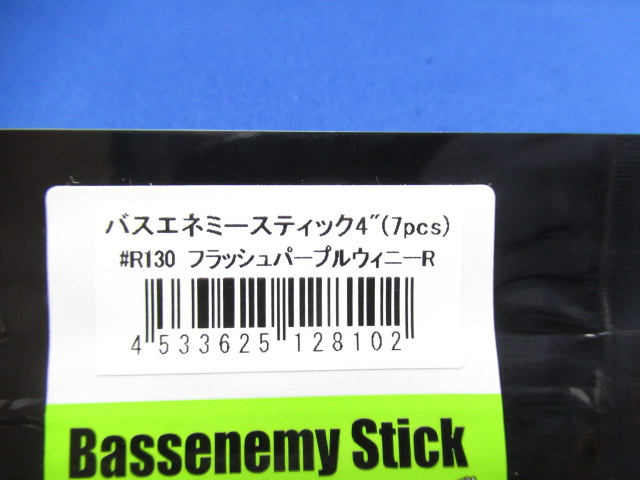 バスエネミースティック4"(7pcs)
#R130 フラッシュパープルウィニーR
4 533625 128102
Bassenemy Stick